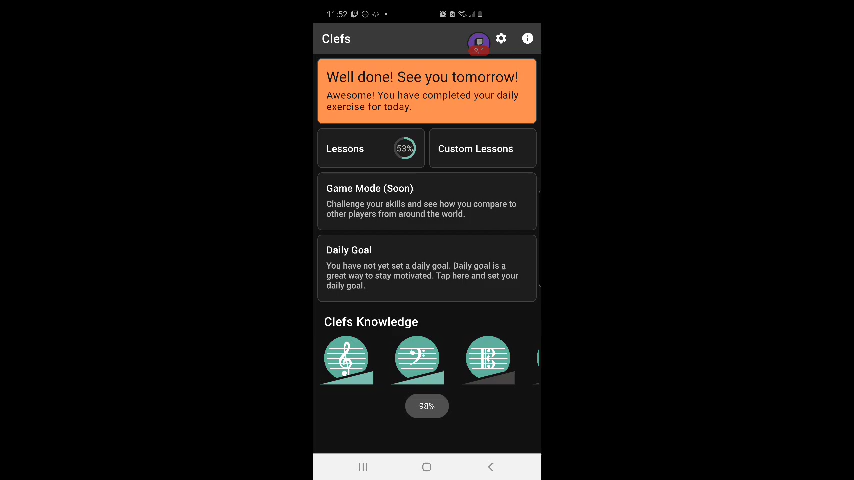 11:52
Clefs
Well done! See you tomorrow!
Awesome! You have completed your daily
exercise for today.
Lessons
53%
Custom Lessons
Game Mode (Soon)
Challenge your skills and see how you compare to
other players from around the world.
Daily Goal
You have not yet set a daily goal. Daily goal is a
great way to stay motivated. Tap here and set your
daily goal.
Clefs Knowledge
98%